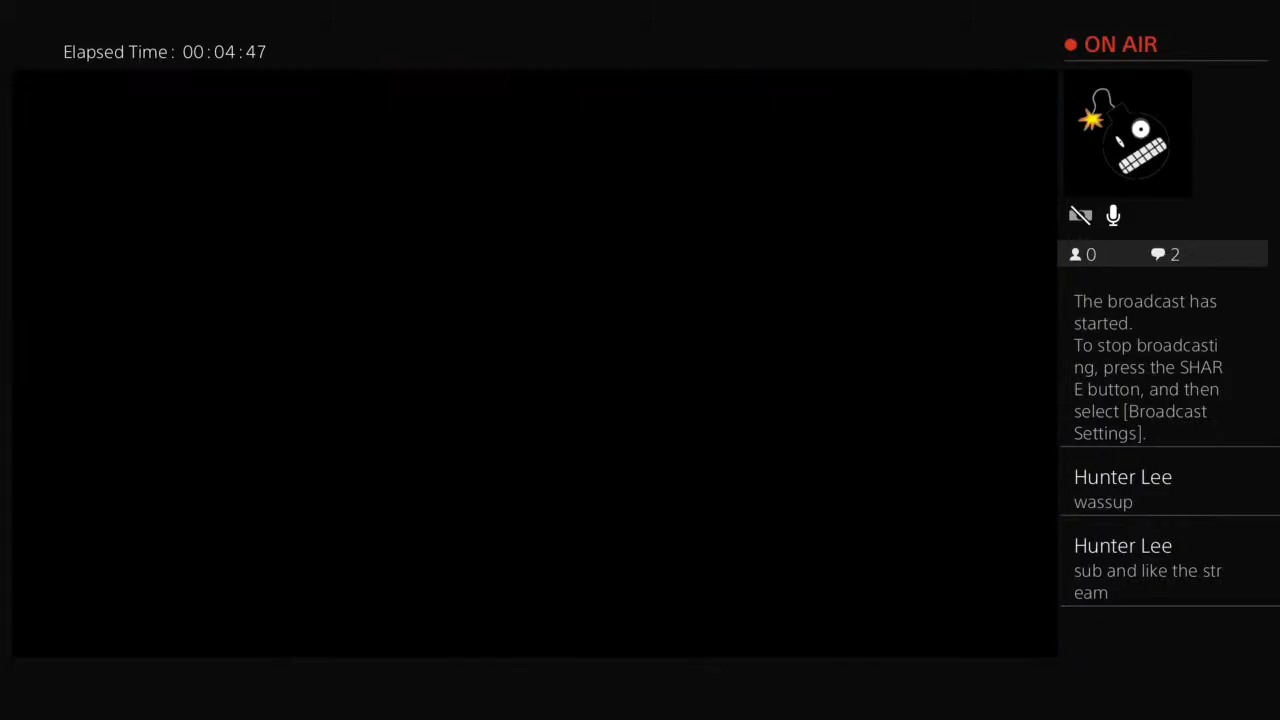 Elapsed Time: 00:04:47
ON AIR
0 2
The broadcast has
started.
To stop broadcasti
ng, press the SHAR
E button, and then
select [Broadcast
Settings].
Hunter Lee
wassup
Hunter Lee
sub and like the str
eam